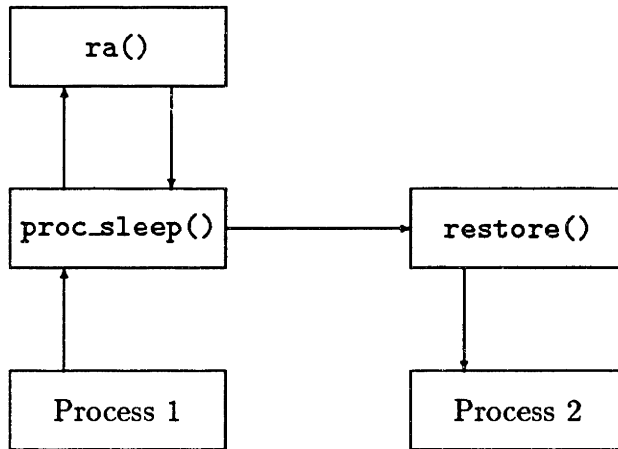 ra()
proc_sleep()
restore()
Process 1
Process 2